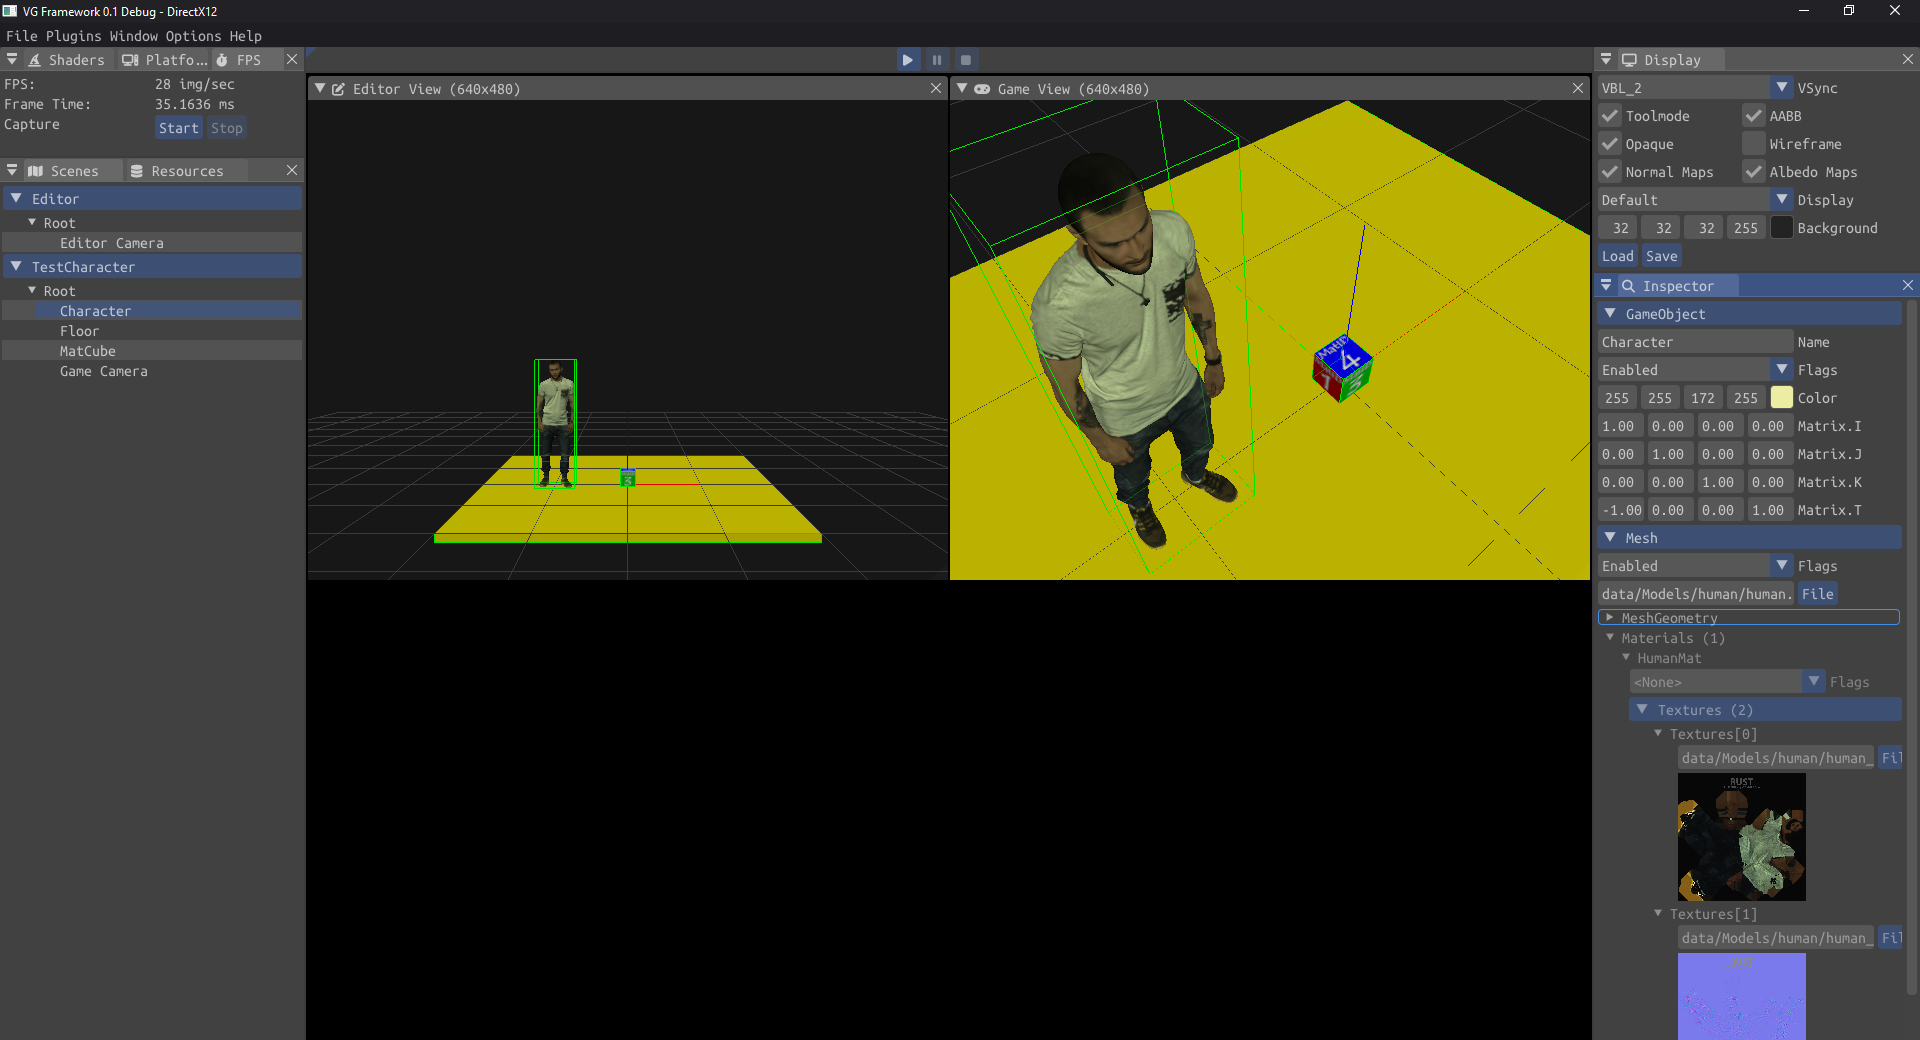 VG Framework 0.1 Debug - DirectX12
File Plugins Window Options Help
Shaders Platfo... FPS
FPS: 28 img/sec
Frame Time: 35.1636 ms
Capture Start Stop
Scenes Resources
Editor
Root
Editor Camera
TestCharacter
Root
Character
Floor
MatCube
Game Camera
Editor View (640x480)
3
Game View (640x480)
4
3
Display
VBL_2 VSync
Toolmode AABB
Opaque Wireframe
Normal Maps Albedo Maps
Default Display
32 32 32 255 Background
Load Save
Inspector
GameObject
Character Name
Enabled Flags
255 255 172 255 Color
1.00 0.00 0.00 0.00 Matrix.I
0.00 1.00 0.00 0.00 Matrix.J
0.00 0.00 1.00 0.00 Matrix.K
-1.00 0.00 0.00 1.00 Matrix.T
Mesh
Enabled Flags
data/Models/human/human. File
MeshGeometry
Materials (1)
HumanMat
<None> Flags
Textures (2)
Textures[0]
data/Models/human/human_ Fil
RUST
Textures[1]
data/Models/human/human_ Fil
RUST